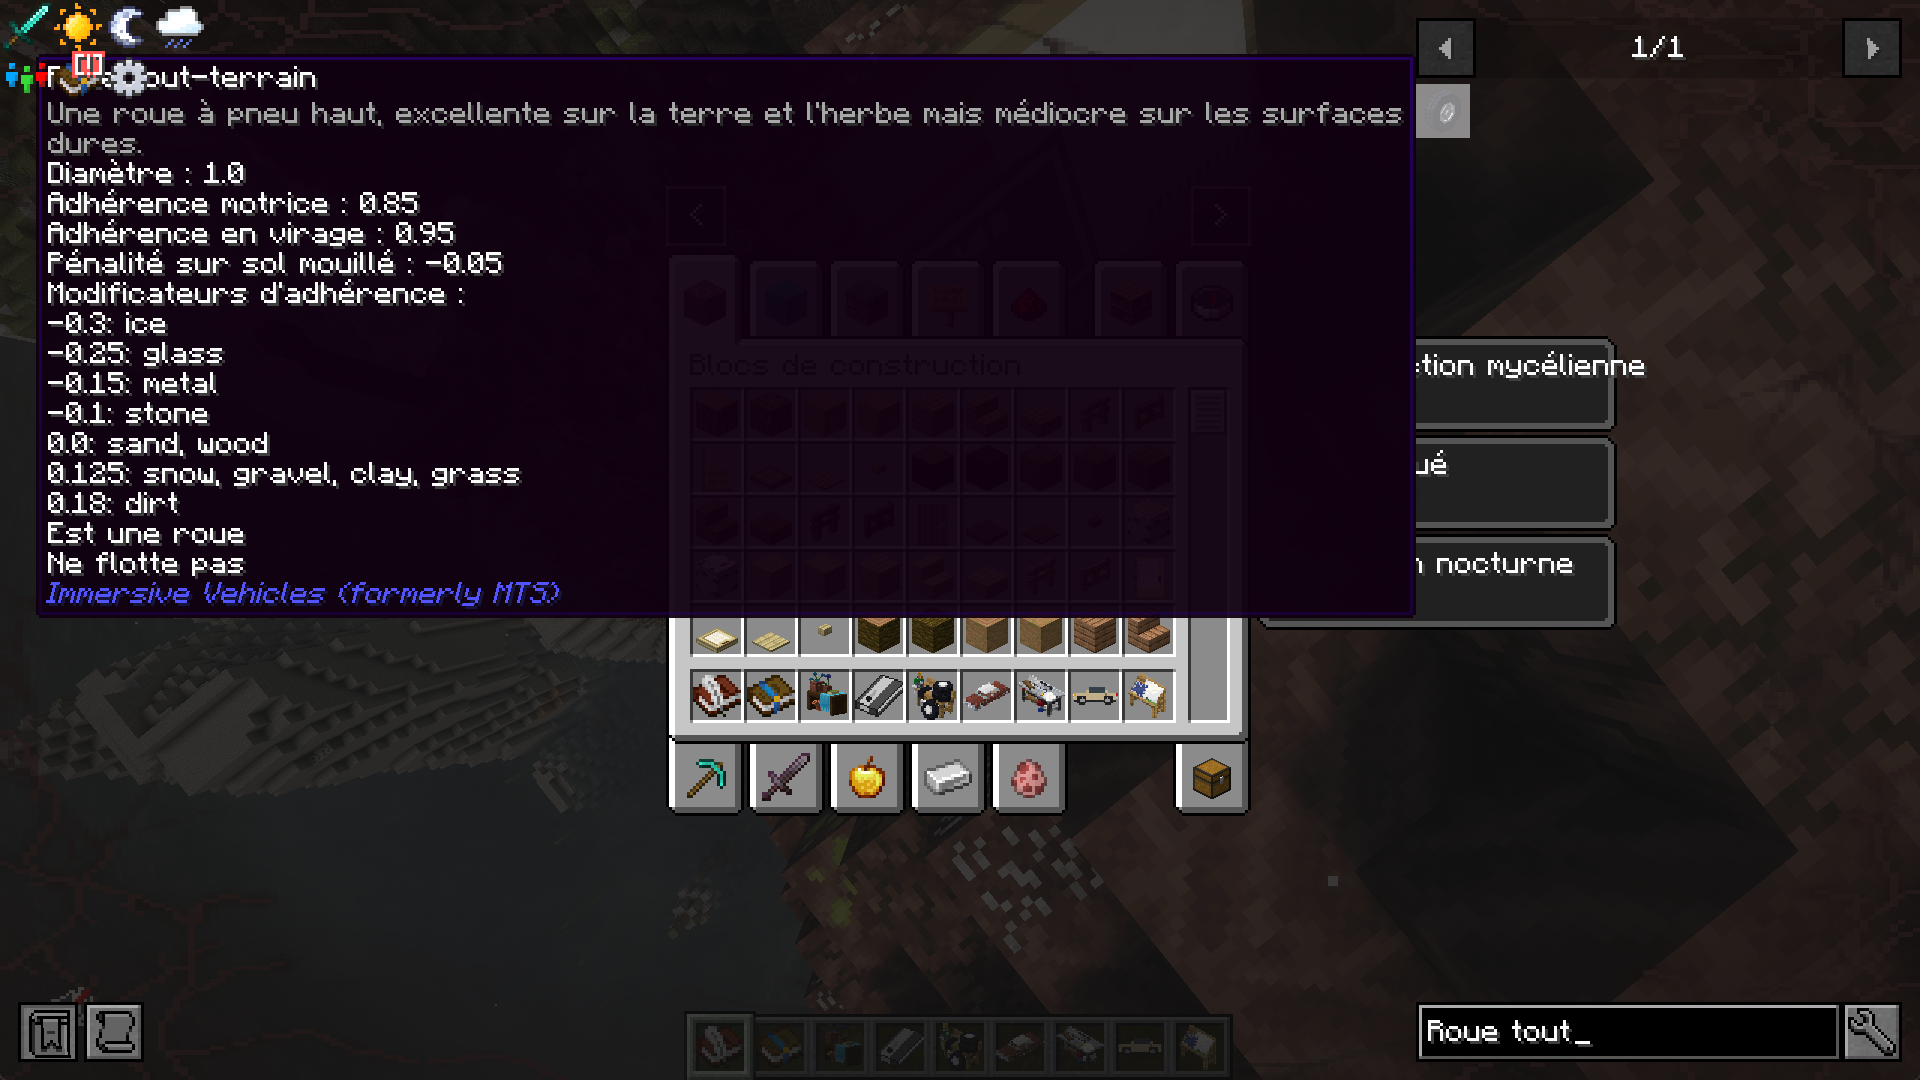 out-terrain
Une roue à pneu haut, excellente sur la terre et l'herbe mais médiocre sur les surfaces
dures.
Diamètre : 1.0
Adhérence motrice : 0.85
Adhérence en virage : 0.95
Pénalité sur sol mouillé : -0.05
Modificateurs d'adhérence :
-0.3: ice
-0.25: glass
-0.15: metal
-0.1: stone
0.0: sand, wood
0.125: snow, gravel, clay, grass
0.18: dirt
Est une roue
Ne flotte pas
Immersive Vehicles (formerly MTS)
1/1
Blocs de construction
ction mycélienne
ué
n nocturne
Roue tout_